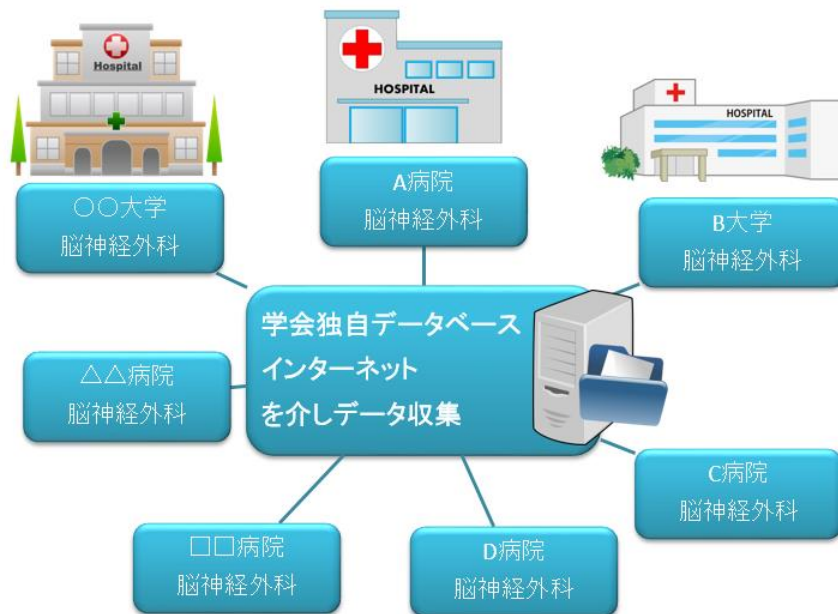 Hospital
HOSPITAL
HOSPITAL
〇〇大学
脳神経外科
A病院
脳神経外科
B大学
脳神経外科
学会独自データベース
インターネット
を介しデータ収集
△△病院
脳神経外科
C病院
脳神経外科
□□病院
脳神経外科
D病院
脳神経外科